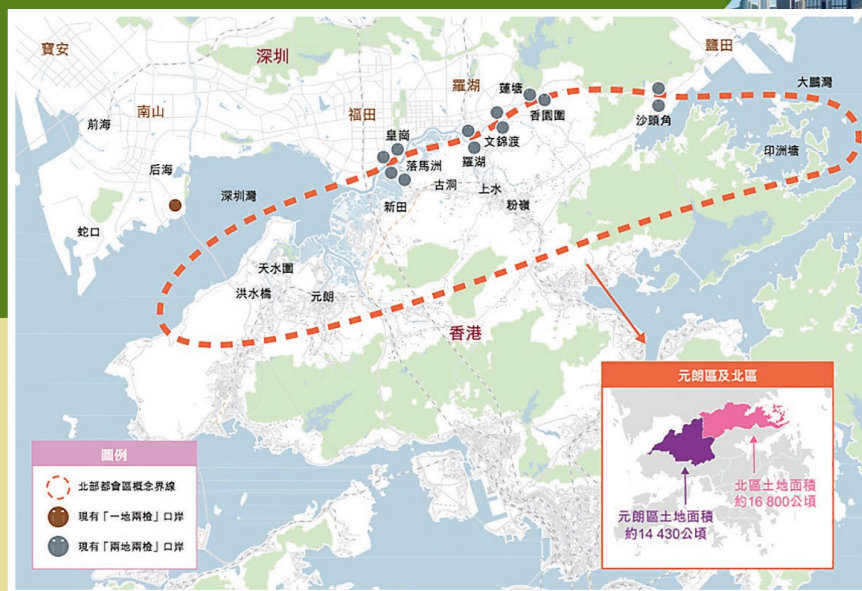 寶安
深圳
鹽田
羅湖
蓮塘
大鵬灣
南山
福田
香園圍
前海
皇崗
文錦渡
沙頭角
印洲塘
后海
落馬洲
羅湖
深圳灣
古洞
上水
新田
粉嶺
蛇口
天水圍
洪水橋
元朗
香港
元朗區及北區
北區土地面積
約16 800公頃
元朗區土地面積
約14 430公頃
圖例
北部都會區概念界線
現有「一地兩檢」口岸
現有「兩地兩檢」口岸